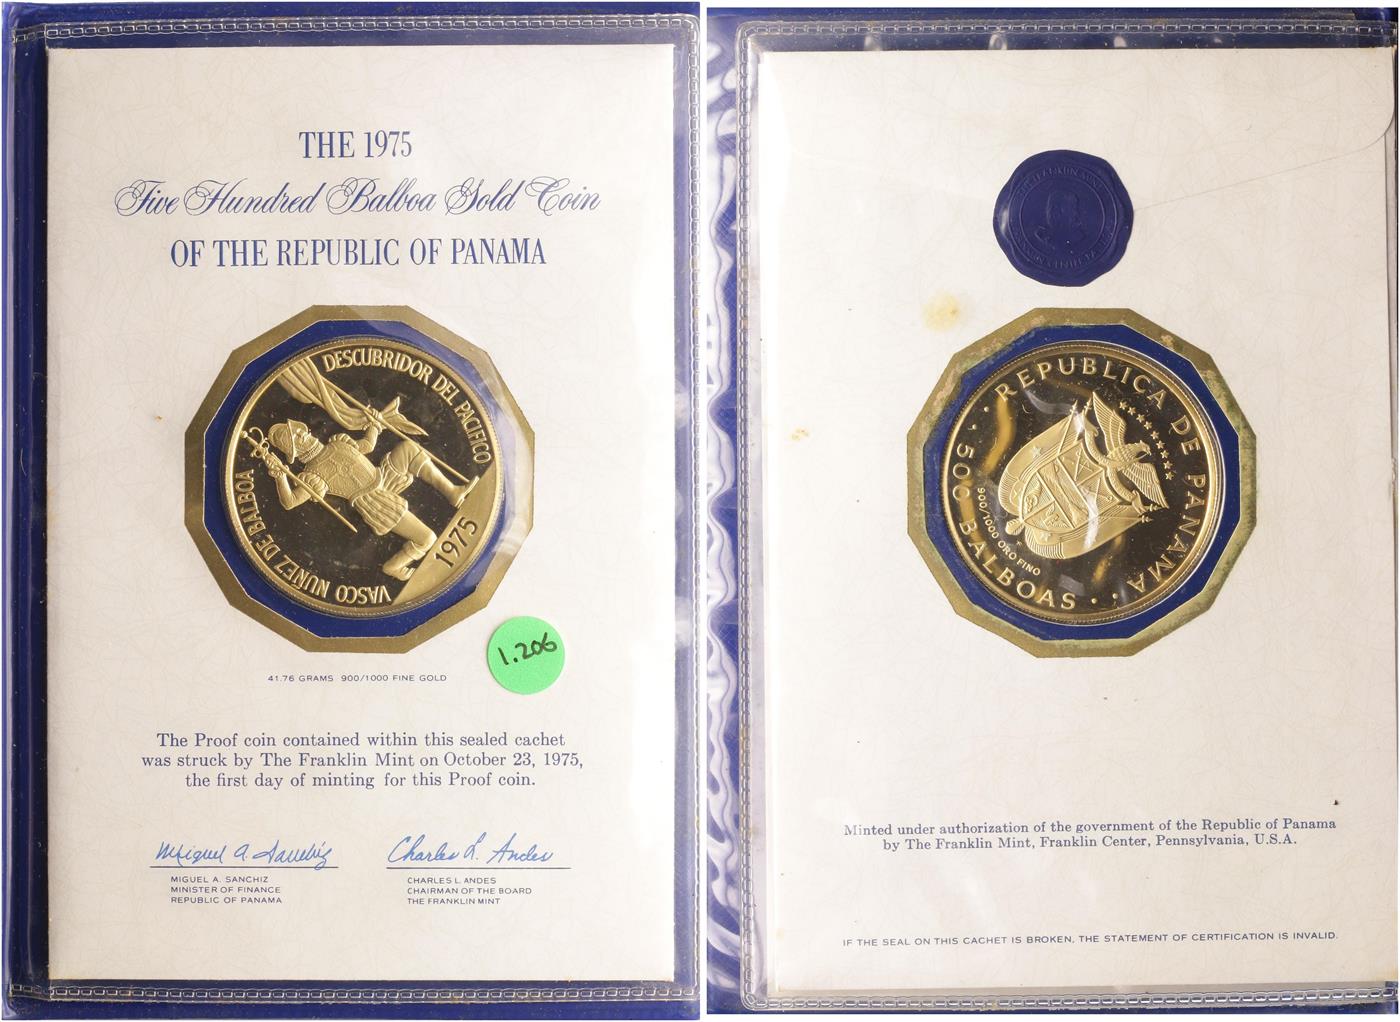 THE 1975
Five Hundred Balboa Gold Coin
OF THE REPUBLIC OF PANAMA
VASCO NUNEZ DE BALBOA
DESCUBRIDOR DEL PACIFICO
1975
1.206
41.76 GRAMS 900/1000 FINE GOLD
The Proof coin contained within this sealed cachet
was struck by The Franklin Mint on October 23, 1975,
the first day of minting for this Proof coin.
Miguel A. Sanchiz
Charles L. Andes
MIGUEL A. SANCHIZ
MINISTER OF FINANCE
REPUBLIC OF PANAMA
CHARLES L. ANDES
CHAIRMAN OF THE BOARD
THE FRANKLIN MINT
THE FRANKLIN MINT
FRANKLIN CENTER, PA
· REPUBLICA DE PANAMA ·
· 500 BALBOAS ·
900/1000 ORO FINO
Minted under authorization of the government of the Republic of Panama
by The Franklin Mint, Franklin Center, Pennsylvania, U.S.A.
IF THE SEAL ON THIS CACHET IS BROKEN, THE STATEMENT OF CERTIFICATION IS INVALID.